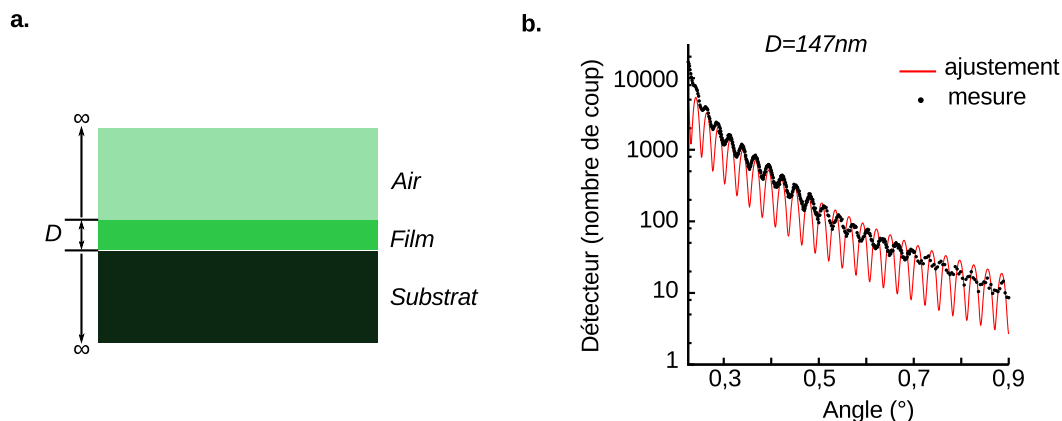 a.
∞
Air
D
Film
Substrat
∞
b.
D=147nm
ajustement
mesure
Détecteur (nombre de coup)
10000
1000
100
10
1
0,3
0,5
0,7
0,9
Angle (°)